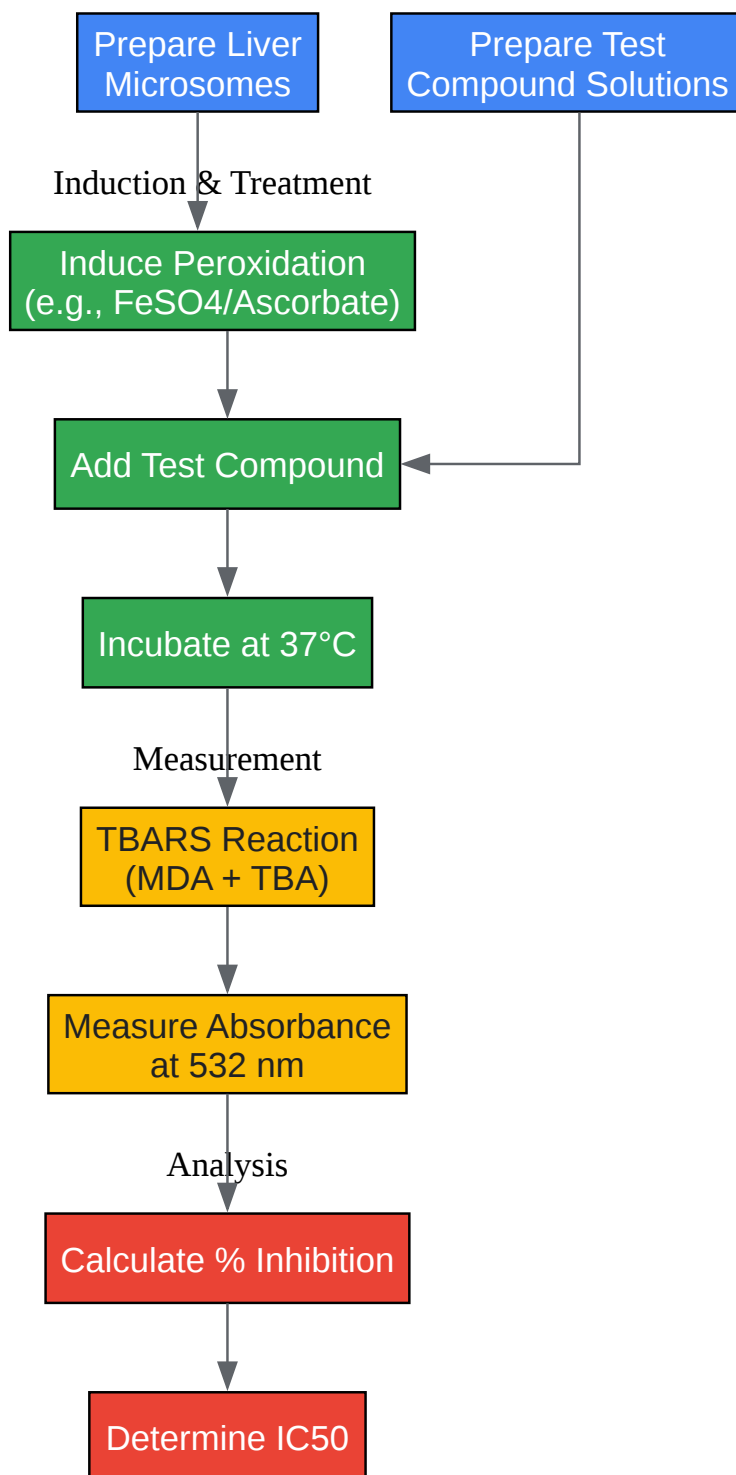 Prepare Liver
Microsomes
Prepare Test
Compound Solutions
Induction & Treatment
Induce Peroxidation
(e.g., FeSO4/Ascorbate)
Add Test Compound
Incubate at 37°C
Measurement
TBARS Reaction
(MDA + TBA)
Measure Absorbance
at 532 nm
Analysis
Calculate % Inhibition
Determine IC50